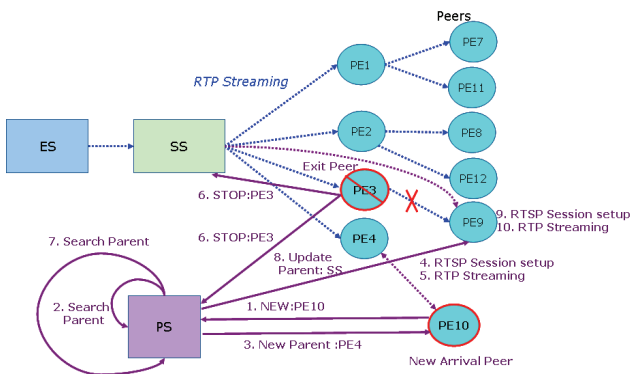 Peers
PE7
RTP Streaming
PE1
PE11
ES
SS
PE2
PE8
Exit Peer
PE12
6. STOP:PE3
PE3
PE9
9. RTSP Session setup
10. RTP Streaming
7. Search Parent
6. STOP:PE3
PE4
8. Update
Parent: SS
4. RTSP Session setup
5. RTP Streaming
2. Search
Parent
PS
1. NEW:PE10
PE10
3. New Parent :PE4
New Arrival Peer